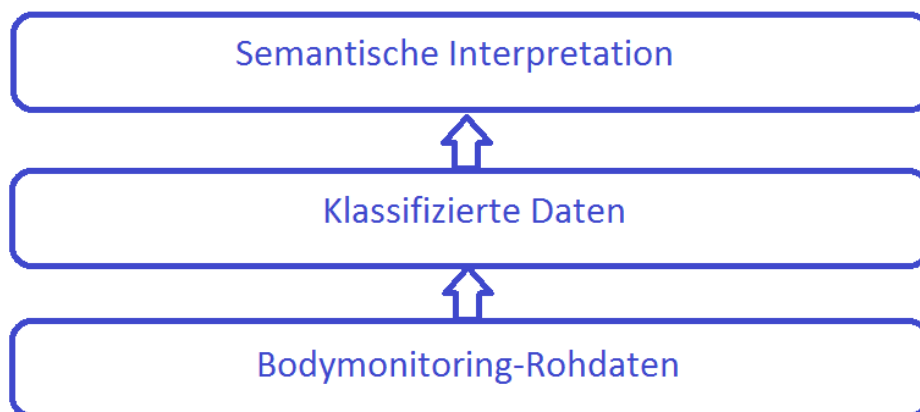 Semantische Interpretation
Klassifizierte Daten
Bodymonitoring-Rohdaten